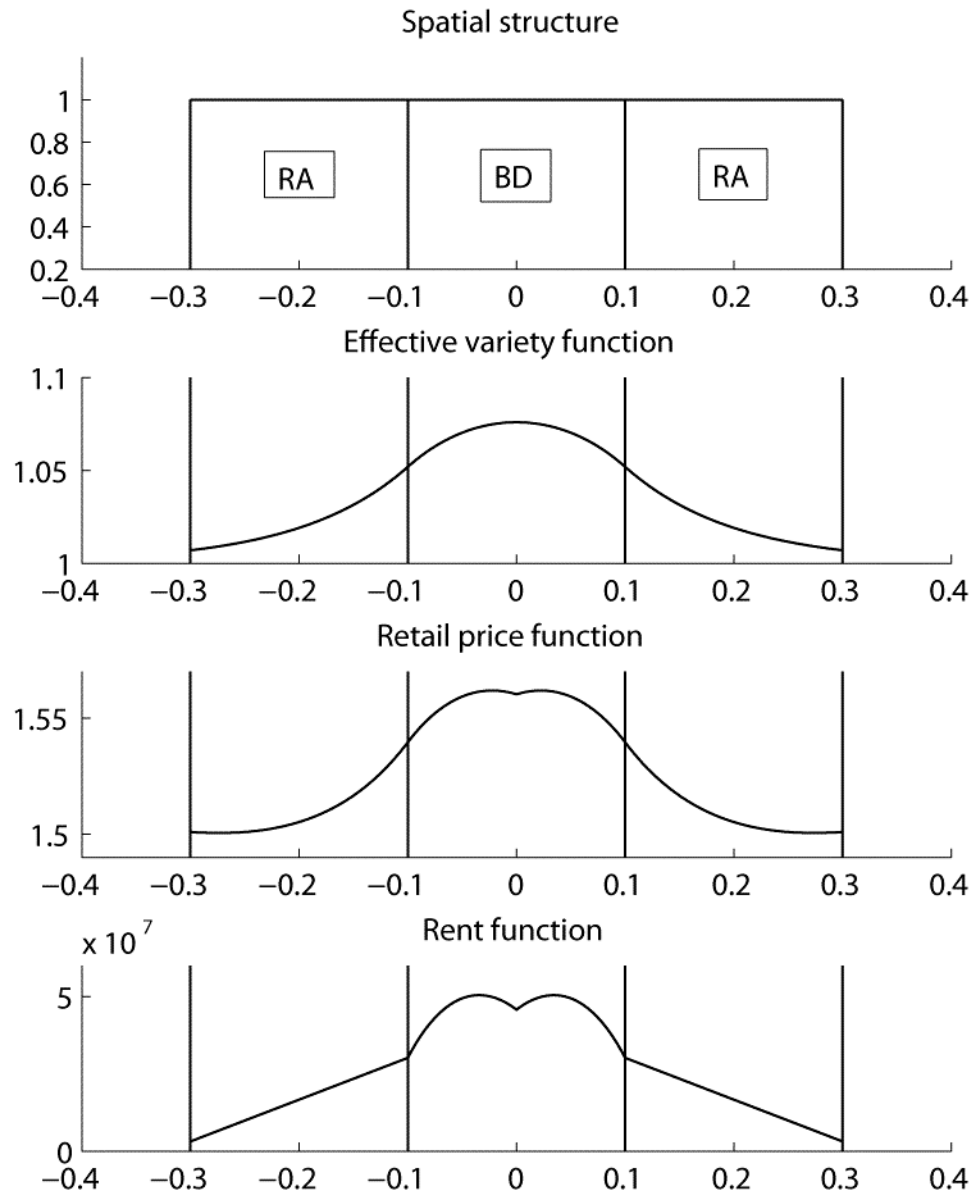 Spatial structure
1
0.8
0.6
0.4
0.2
RA
BD
RA
−0.4 −0.3 −0.2 −0.1 0 0.1 0.2 0.3 0.4
Effective variety function
1.1
1.05
1
−0.4 −0.3 −0.2 −0.1 0 0.1 0.2 0.3 0.4
Retail price function
1.55
1.5
−0.4 −0.3 −0.2 −0.1 0 0.1 0.2 0.3 0.4
Rent function
x 10 7
5
0
−0.4 −0.3 −0.2 −0.1 0 0.1 0.2 0.3 0.4